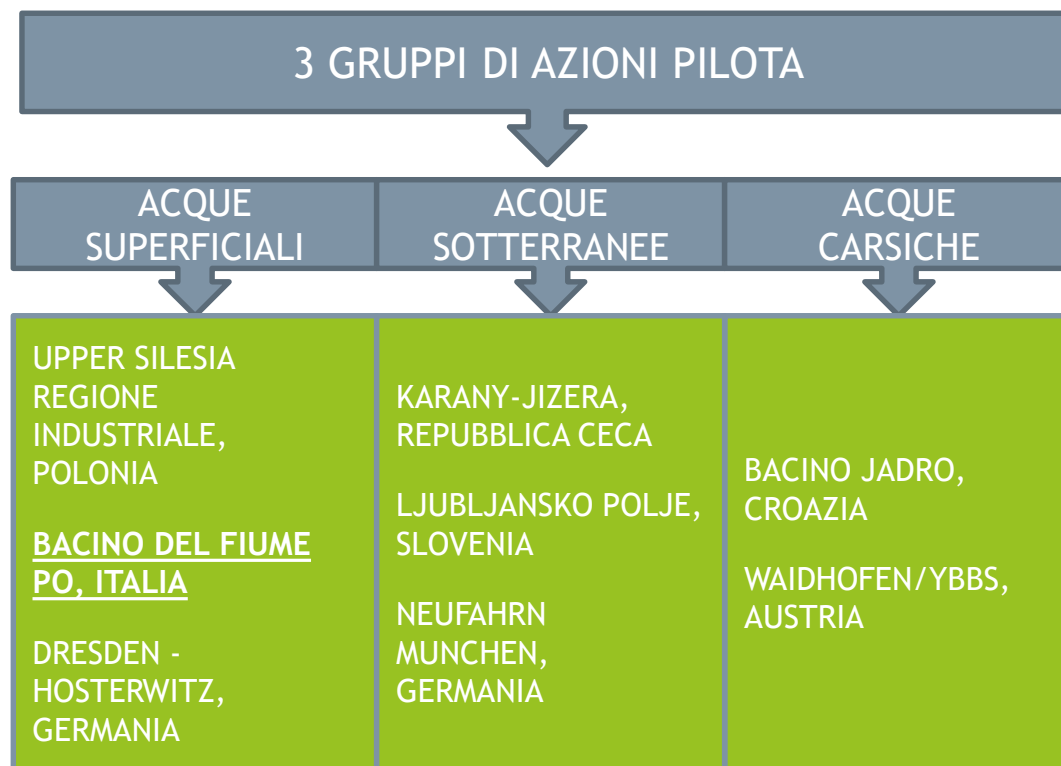 3 GRUPPI DI AZIONI PILOTA
ACQUE
SUPERFICIALI
ACQUE
SOTTERRANEE
ACQUE
CARSICHE
UPPER SILESIA
REGIONE
INDUSTRIALE,
POLONIA
BACINO DEL FIUME
PO, ITALIA
DRESDEN -
HOSTERWITZ,
GERMANIA
KARANY-JIZERA,
REPUBBLICA CECA
LJUBLJANSKO POLJE,
SLOVENIA
NEUFAHRN
MUNCHEN,
GERMANIA
BACINO JADRO,
CROAZIA
WAIDHOFEN/YBBS,
AUSTRIA